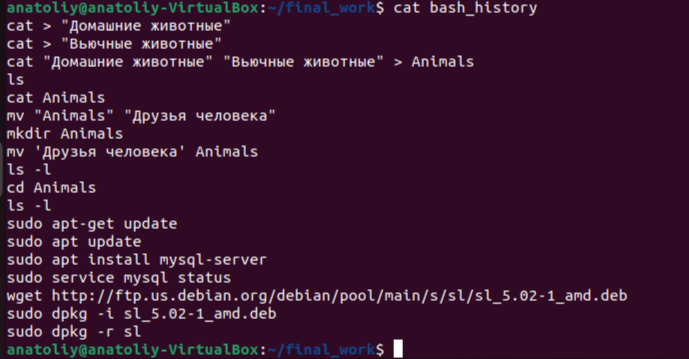 anatoliy@anatoliy-VirtualBox:~/final_work$ cat bash_history
cat > "Домашние животные"
cat > "Вьючные животные"
cat "Домашние животные" "Вьючные животные" > Animals
ls
cat Animals
mv "Animals" "Друзья человека"
mkdir Animals
mv 'Друзья человека' Animals
ls -l
cd Animals
ls -l
sudo apt-get update
sudo apt update
sudo apt install mysql-server
sudo service mysql status
wget http://ftp.us.debian.org/debian/pool/main/s/sl/sl_5.02-1_amd.deb
sudo dpkg -i sl_5.02-1_amd.deb
sudo dpkg -r sl
anatoliy@anatoliy-VirtualBox:~/final_work$